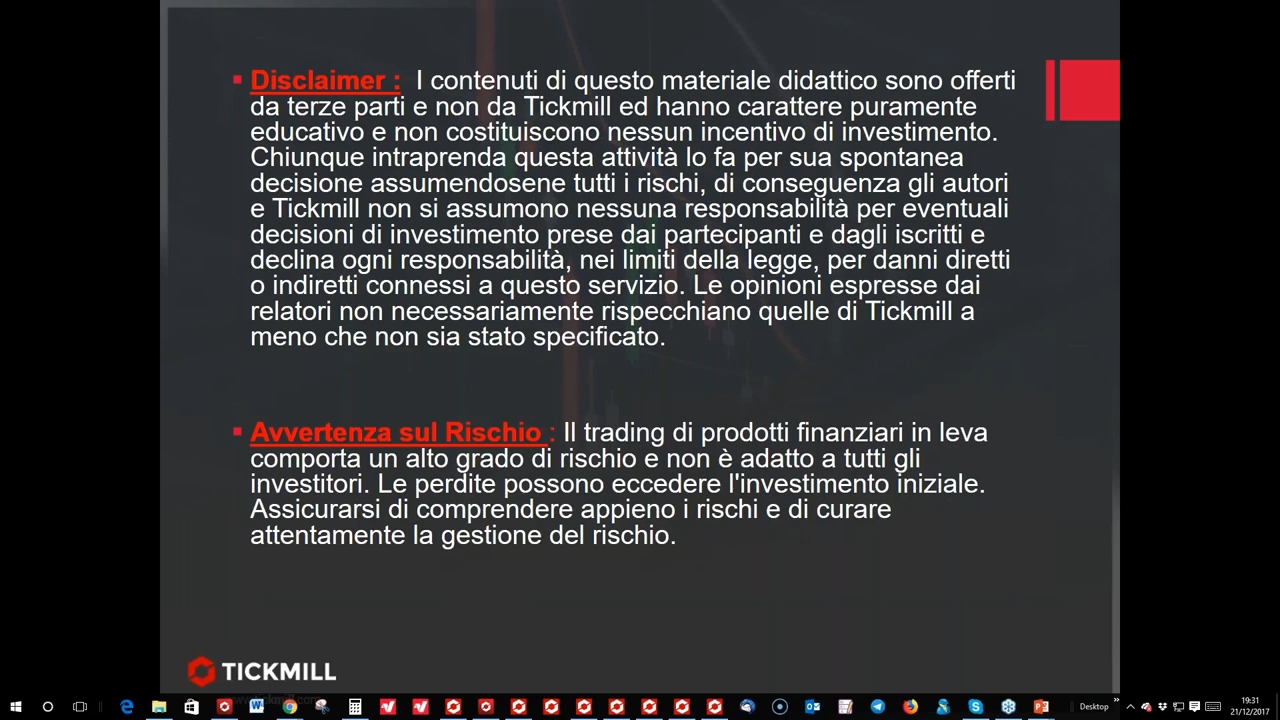 Disclaimer : I contenuti di questo materiale didattico sono offerti
da terze parti e non da Tickmill ed hanno carattere puramente
educativo e non costituiscono nessun incentivo di investimento.
Chiunque intraprenda questa attività lo fa per sua spontanea
decisione assumendosene tutti i rischi, di conseguenza gli autori
e Tickmill non si assumono nessuna responsabilità per eventuali
decisioni di investimento prese dai partecipanti e dagli iscritti e
declina ogni responsabilità, nei limiti della legge, per danni diretti
o indiretti connessi a questo servizio. Le opinioni espresse dai
relatori non necessariamente rispecchiano quelle di Tickmill a
meno che non sia stato specificato.
Avvertenza sul Rischio : Il trading di prodotti finanziari in leva
comporta un alto grado di rischio e non è adatto a tutti gli
investitori. Le perdite possono eccedere l'investimento iniziale.
Assicurarsi di comprendere appieno i rischi e di curare
attentamente la gestione del rischio.
TICKMILL
Desktop
19:31
21/12/2017